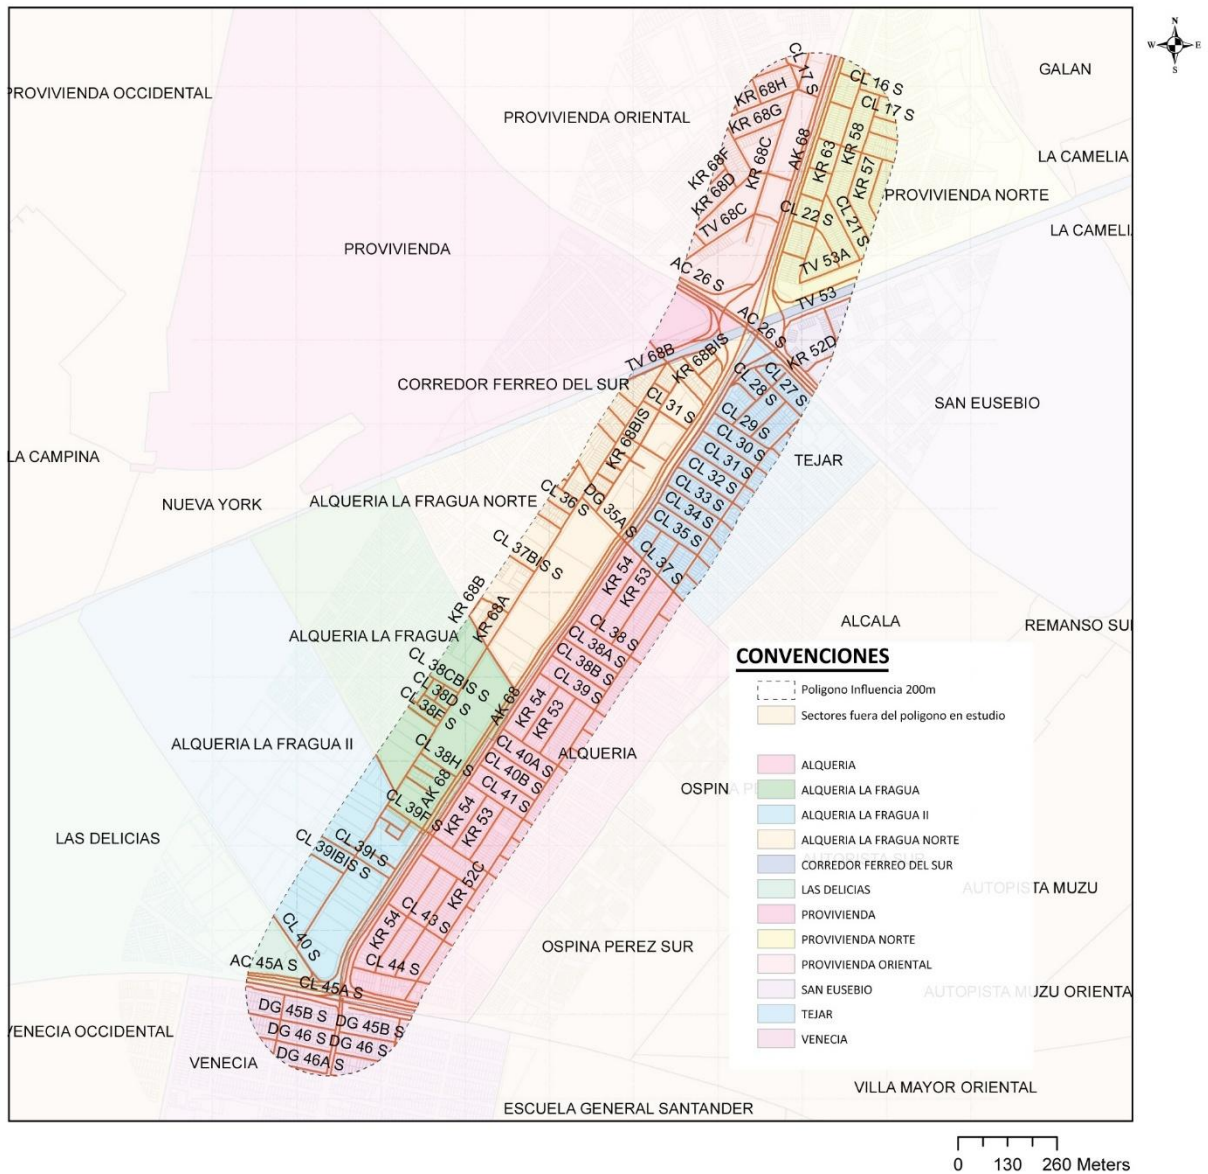 N
W
E
S
PROVIVIENDA OCCIDENTAL
PROVIVIENDA ORIENTAL
GALAN
CL 17 S
CL 16 S
CL 17 S
KR 68H
KR 68G
KR 68F
KR 68D
TV 68C
KR 68C
AK 68
KR 63
KR 58
KR 57
LA CAMELIA
PROVIVIENDA NORTE
CL 22 S
CL 21 S
LA CAMELI
PROVIVIENDA
TV 53A
AC 26 S
TV 53
AC 26 S
TV 68B
KR 68BIS
KR 52D
CORREDOR FERREO DEL SUR
CL 31 S
CL 28 S
CL 27 S
SAN EUSEBIO
KR 68BIS
CL 29 S
CL 30 S
CL 31 S
CL 32 S
CL 33 S
CL 34 S
CL 35 S
CL 37 S
TEJAR
LA CAMPINA
NUEVA YORK
ALQUERIA LA FRAGUA NORTE
CL 36 S
DG 35A S
CL 37BIS S
KR 54
KR 53
KR 68B
KR 68A
ALQUERIA LA FRAGUA
ALCALA
REMANSO SU
CL 38 S
CL 38A S
CL 38B S
CL 39 S
CL 38CBIS S
CL 38D S
CL 38F S
AK 68
KR 54
KR 53
ALQUERIA LA FRAGUA II
CL 38H S
AK 68
ALQUERIA
CL 40A S
CL 40B S
CL 41 S
OSPINA PE
CL 39F S
KR 54
KR 53
LAS DELICIAS
CL 39I S
CL 39IBIS S
KR 52C
CL 43 S
KR 54
CL 40 S
OSPINA PEREZ SUR
CL 44 S
AC 45A S
CL 45A S
DG 45B S
DG 45B S
DG 46 S
DG 46 S
DG 46A S
VENECIA OCCIDENTAL
VENECIA
ESCUELA GENERAL SANTANDER
VILLA MAYOR ORIENTAL
CONVENCIONES
Poligono Influencia 200m
Sectores fuera del poligono en estudio
ALQUERIA
ALQUERIA LA FRAGUA
ALQUERIA LA FRAGUA II
ALQUERIA LA FRAGUA NORTE
AUTOPISTA SUR
CORREDOR FERREO DEL SUR
LAS DELICIAS
AUTOPISTA MUZU
PROVIVIENDA
PROVIVIENDA NORTE
PROVIVIENDA ORIENTAL
SAN EUSEBIO
AUTOPISTA MUZU ORIENTA
TEJAR
VENECIA
0 130 260 Meters